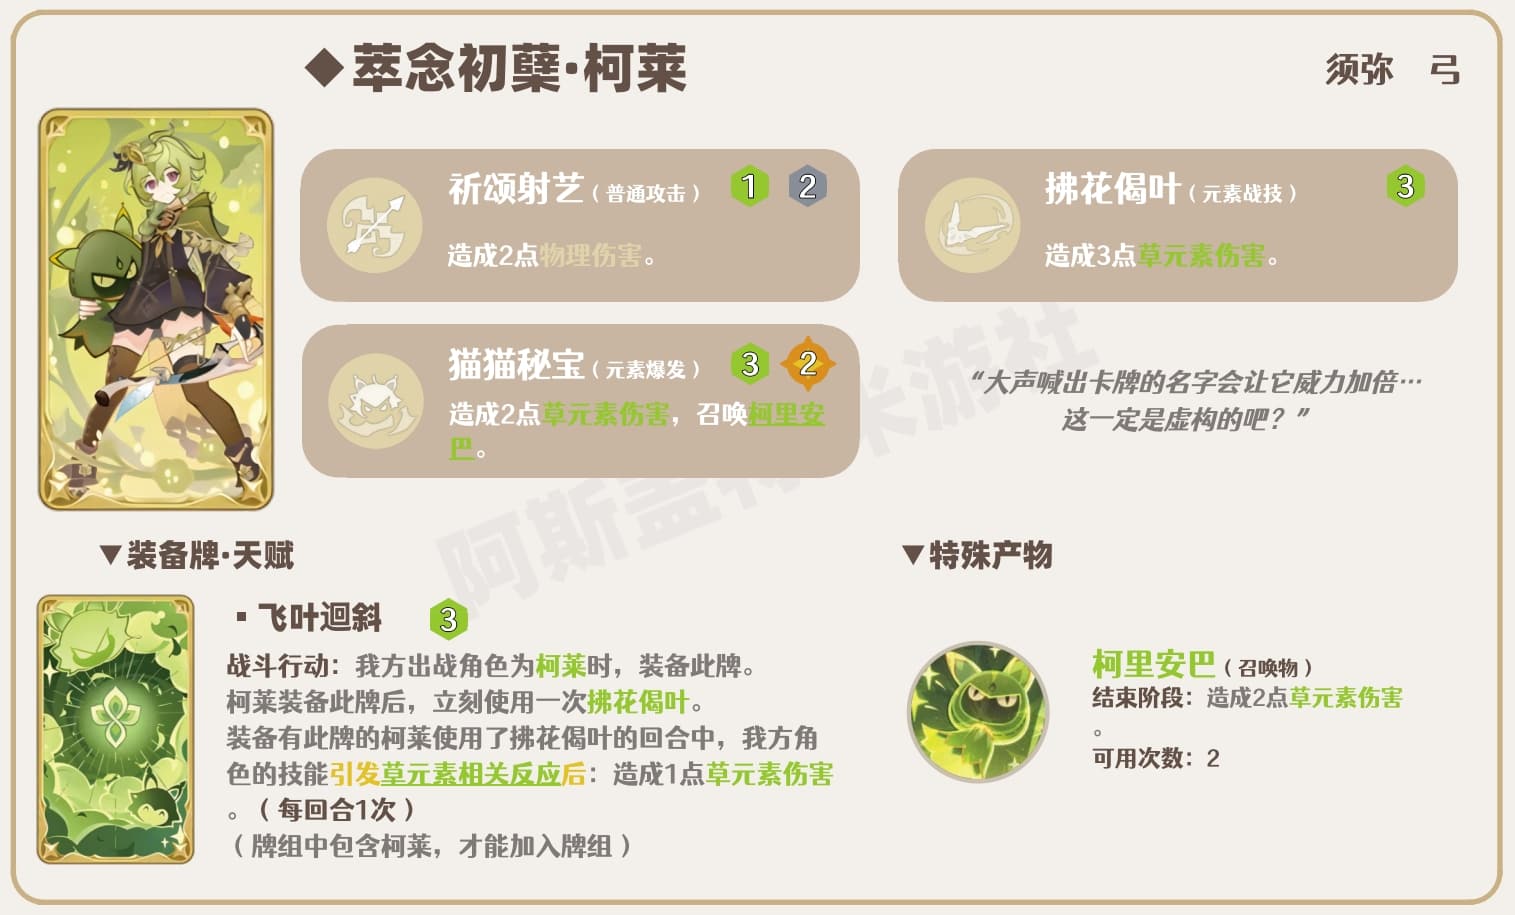 ◆萃念初蘖·柯莱
须弥 弓
祈颂射艺（普通攻击） 1 2
造成2点物理伤害。
拂花偈叶（元素战技） 3
造成3点草元素伤害。
猫猫秘宝（元素爆发） 3 2
造成2点草元素伤害，召唤柯里安
巴。
“大声喊出卡牌的名字会让它威力加倍…
这一定是虚构的吧？”
▼装备牌·天赋
▪飞叶迴斜 3
战斗行动：我方出战角色为柯莱时，装备此牌。
柯莱装备此牌后，立刻使用一次拂花偈叶。
装备有此牌的柯莱使用了拂花偈叶的回合中，我方角
色的技能引发草元素相关反应后：造成1点草元素伤害
。（每回合1次）
（牌组中包含柯莱，才能加入牌组）
▼特殊产物
柯里安巴（召唤物）
结束阶段：造成2点草元素伤害
。
可用次数：2